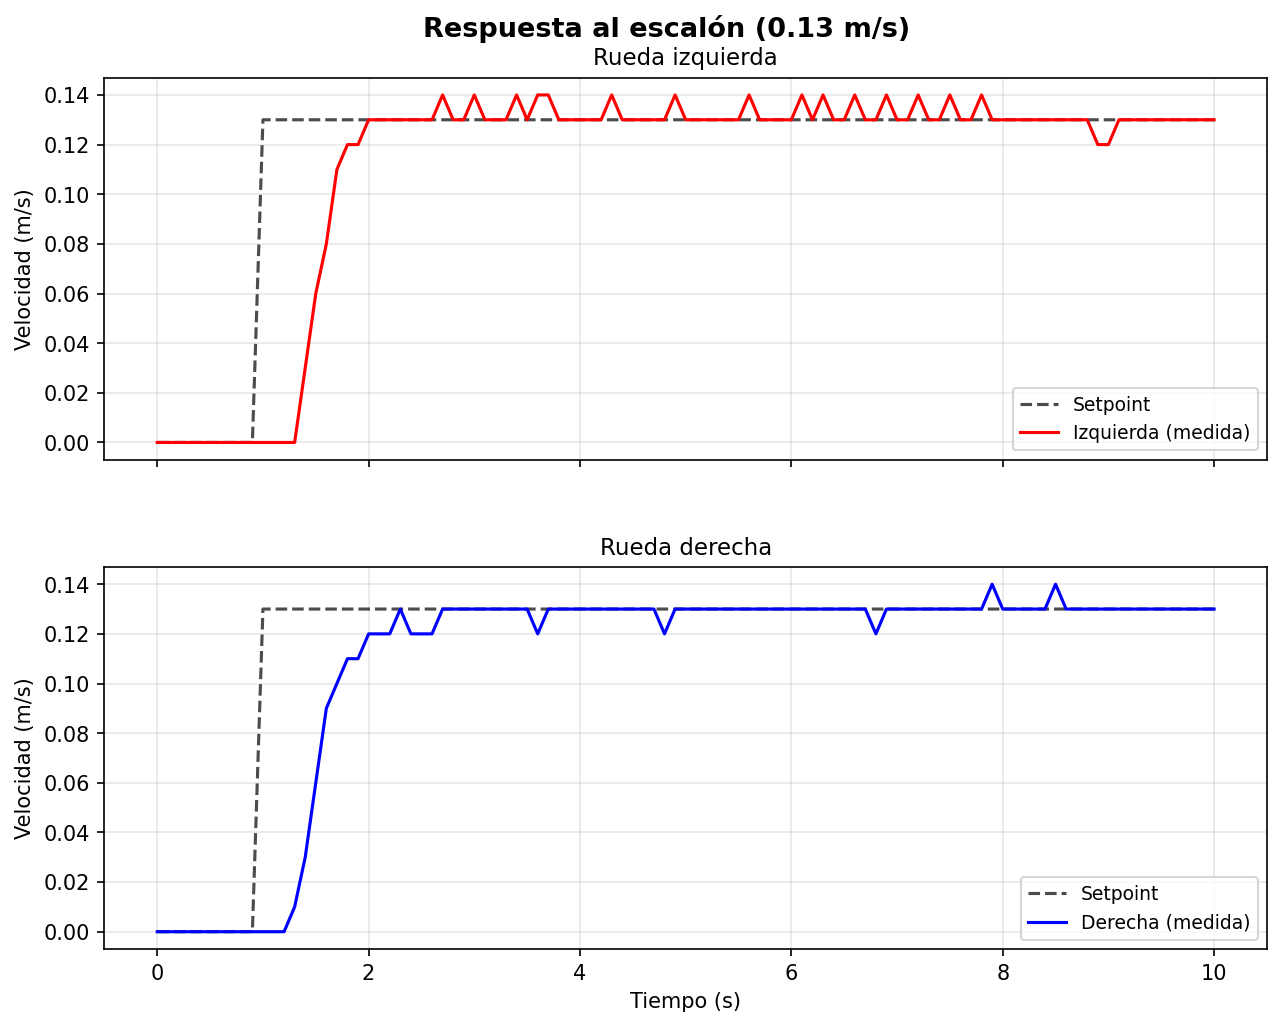 Respuesta al escalón (0.13 m/s)
Rueda izquierda
Velocidad (m/s)
0.14
0.12
0.10
0.08
0.06
0.04
0.02
0.00
Setpoint
Izquierda (medida)
Rueda derecha
Velocidad (m/s)
0.14
0.12
0.10
0.08
0.06
0.04
0.02
0.00
Setpoint
Derecha (medida)
0 2 4 6 8 10
Tiempo (s)